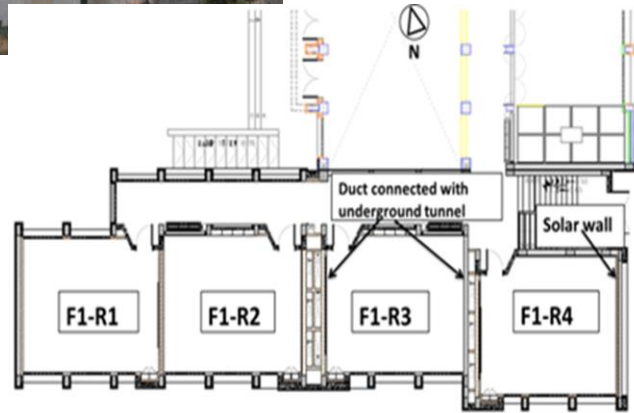 N
Duct connected with
underground tunnel
Solar wall
F1-R1
F1-R2
F1-R3
F1-R4